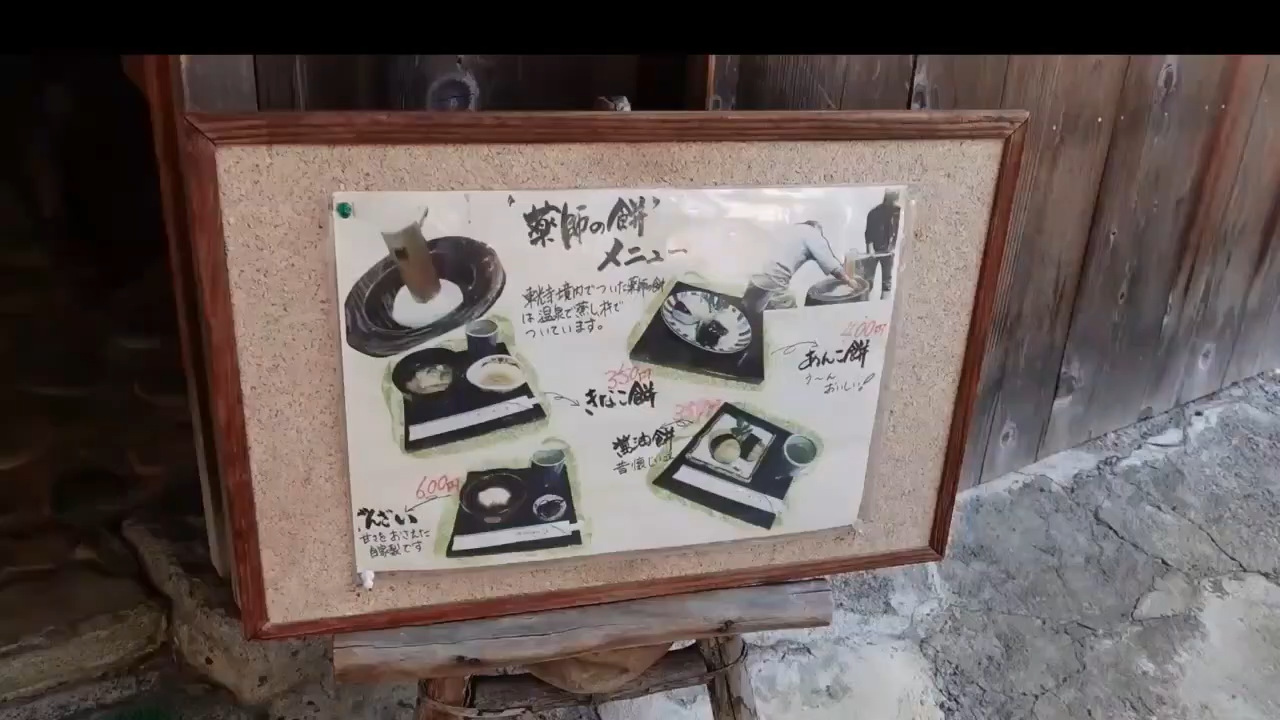 "薬師の餅"
メニュー
東光寺境内でついた薬師の餅
は温泉で蒸し杵で
ついています。
400円
あんこ餅
う〜ん
おいしい
350円
きなこ餅
醤油餅
昔懐しい
600円
ぜんざい
甘さをおさえた
自家製です